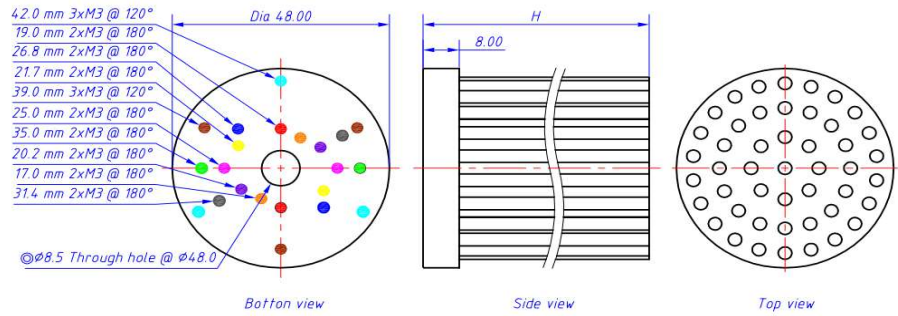 42.0 mm 3xM3 @ 120°
19.0 mm 2xM3 @ 180°
26.8 mm 2xM3 @ 180°
21.7 mm 2xM3 @ 180°
39.0 mm 3xM3 @ 120°
25.0 mm 2xM3 @ 180°
35.0 mm 2xM3 @ 180°
20.2 mm 2xM3 @ 180°
17.0 mm 2xM3 @ 180°
31.4 mm 2xM3 @ 180°
◎Ø8.5 Through hole @ Ø48.0
Dia 48.00
H
8.00
Botton view
Side view
Top view